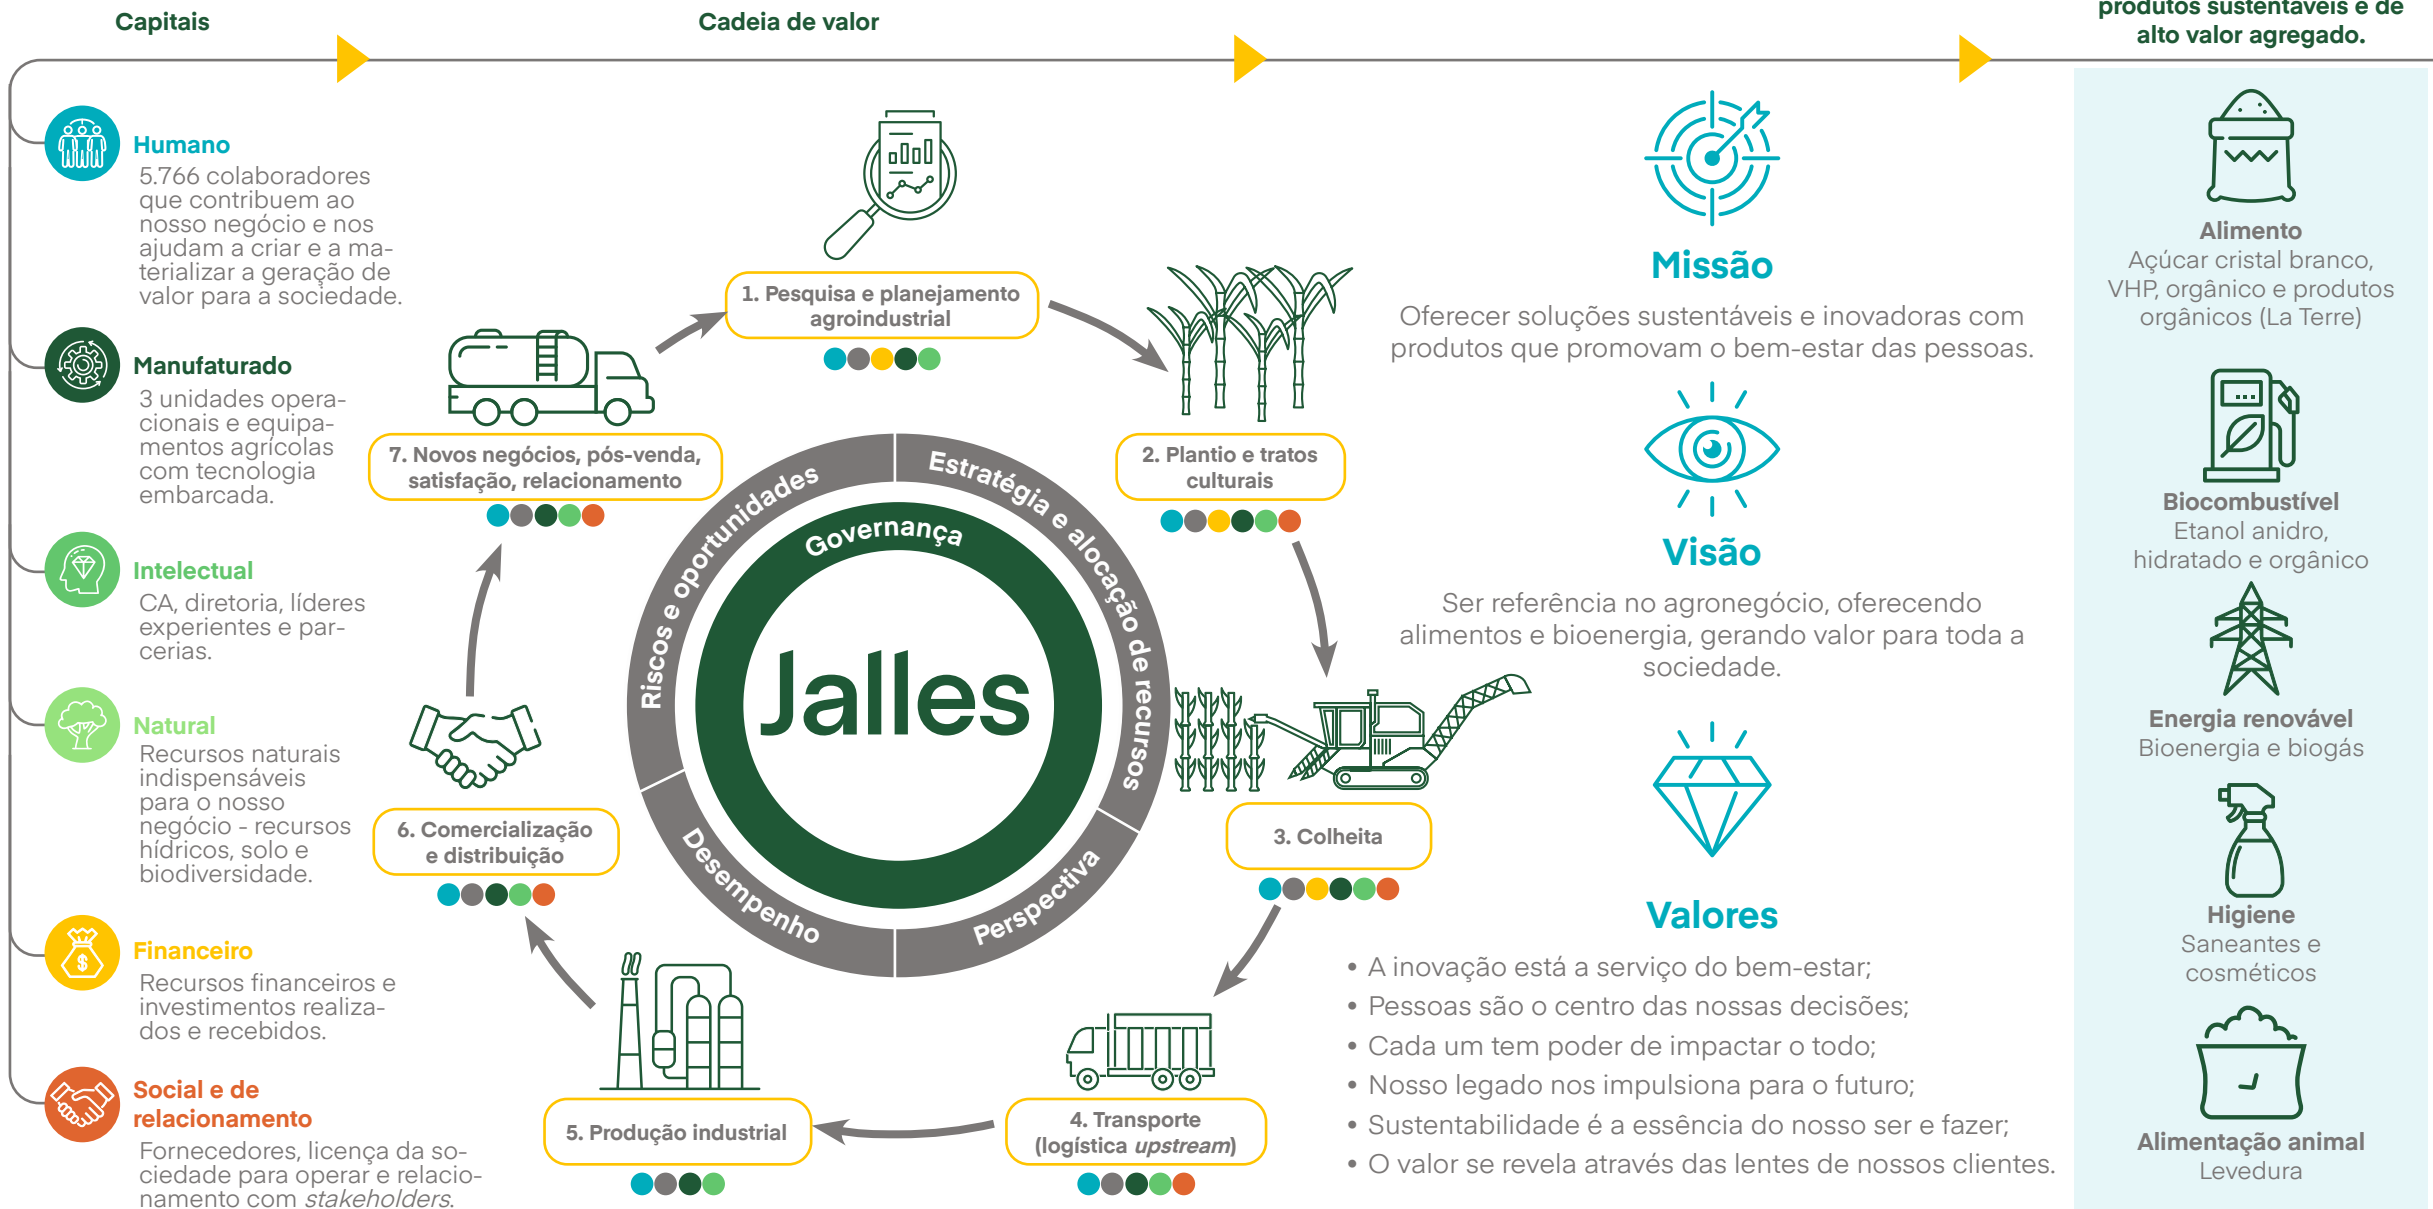 Capitais
Cadeia de valor
produtos sustentáveis e de
alto valor agregado.
Humano
5.766 colaboradores
que contribuem ao
nosso negócio e nos
ajudam a criar e a ma-
terializar a geração de
valor para a sociedade.
Manufaturado
3 unidades opera-
cionais e equipa-
mentos agrícolas
com tecnologia
embarcada.
Intelectual
CA, diretoria, líderes
experientes e par-
cerias.
Natural
Recursos naturais
indispensáveis
para o nosso
negócio - recursos
hídricos, solo e
biodiversidade.
Financeiro
Recursos financeiros e
investimentos realiza-
dos e recebidos.
Social e de
relacionamento
Fornecedores, licença da so-
ciedade para operar e relacio-
namento com stakeholders.
1. Pesquisa e planejamento
agroindustrial
2. Plantio e tratos
culturais
3. Colheita
4. Transporte
(logística upstream)
5. Produção industrial
6. Comercialização
e distribuição
7. Novos negócios, pós-venda,
satisfação, relacionamento
Riscos e oportunidades
Estratégia e alocação de recursos
Perspectiva
Desempenho
Governança
Jalles
Missão
Oferecer soluções sustentáveis e inovadoras com
produtos que promovam o bem-estar das pessoas.
Visão
Ser referência no agronegócio, oferecendo
alimentos e bioenergia, gerando valor para toda a
sociedade.
Valores
• A inovação está a serviço do bem-estar;
• Pessoas são o centro das nossas decisões;
• Cada um tem poder de impactar o todo;
• Nosso legado nos impulsiona para o futuro;
• Sustentabilidade é a essência do nosso ser e fazer;
• O valor se revela através das lentes de nossos clientes.
Alimento
Açúcar cristal branco,
VHP, orgânico e produtos
orgânicos (La Terre)
Biocombustível
Etanol anidro,
hidratado e orgânico
Energia renovável
Bioenergia e biogás
Higiene
Saneantes e
cosméticos
Alimentação animal
Levedura